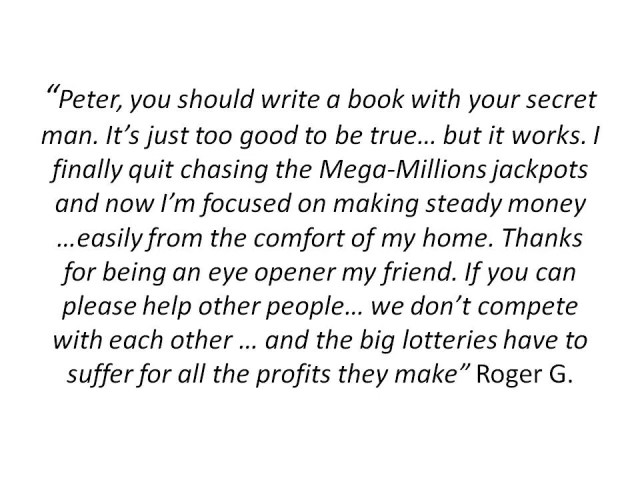 “Peter, you should write a book with your secret
man. It’s just too good to be true… but it works. I
finally quit chasing the Mega-Millions jackpots
and now I’m focused on making steady money
…easily from the comfort of my home. Thanks
for being an eye opener my friend. If you can
please help other people… we don’t compete
with each other … and the big lotteries have to
suffer for all the profits they make” Roger G.